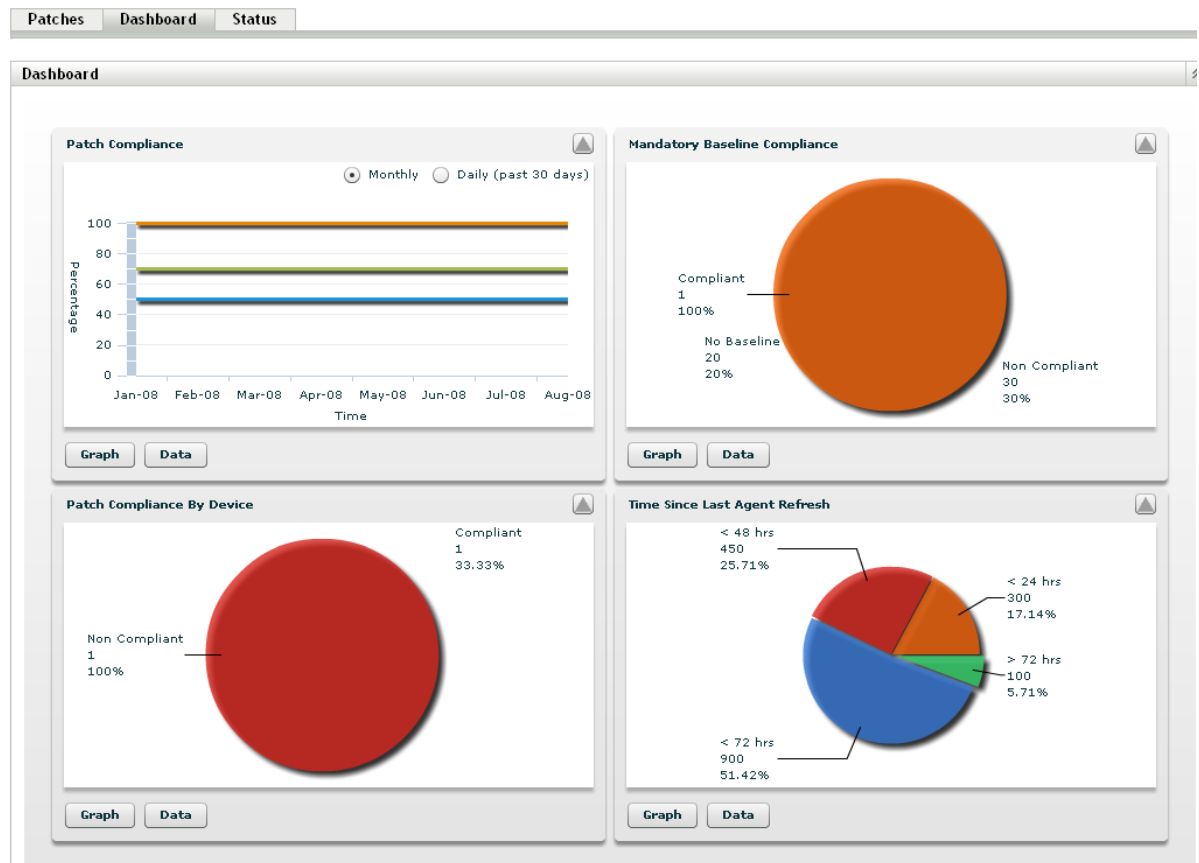 Patches Dashboard Status
Dashboard
Patch Compliance
Monthly Daily (past 30 days)
100
80
60
40
20
0
Percentage
Jan-08 Feb-08 Mar-08 Apr-08 May-08 Jun-08 Jul-08 Aug-08
Time
Graph Data
Mandatory Baseline Compliance
Compliant
1
100%
No Baseline
20
20%
Non Compliant
30
30%
Graph Data
Patch Compliance By Device
Compliant
1
33.33%
Non Compliant
1
100%
Graph Data
Time Since Last Agent Refresh
< 48 hrs
450
25.71%
< 24 hrs
300
17.14%
> 72 hrs
100
5.71%
< 72 hrs
900
51.42%
Graph Data